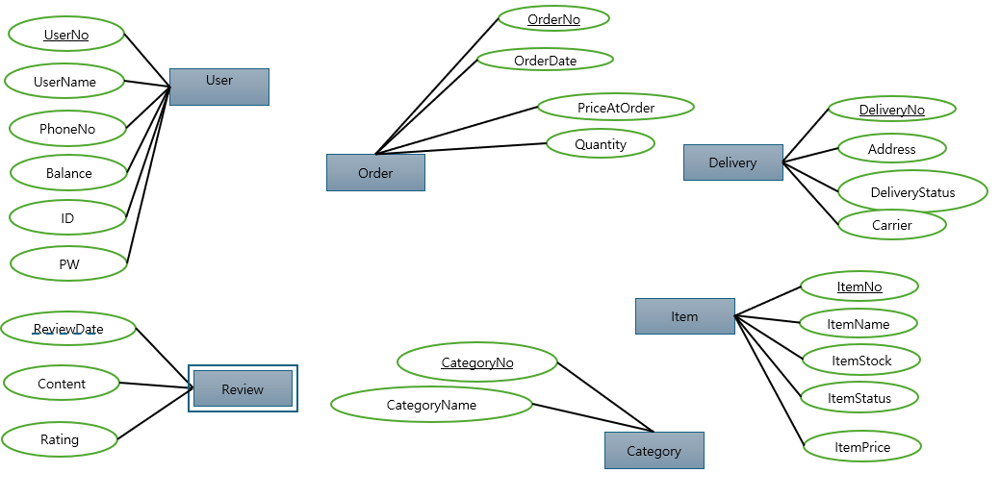 UserNo
UserName
PhoneNo
Balance
ID
PW
User
OrderNo
OrderDate
PriceAtOrder
Quantity
Order
DeliveryNo
Address
DeliveryStatus
Carrier
Delivery
ReviewDate
Content
Rating
Review
CategoryNo
CategoryName
Category
ItemNo
ItemName
ItemStock
ItemStatus
ItemPrice
Item